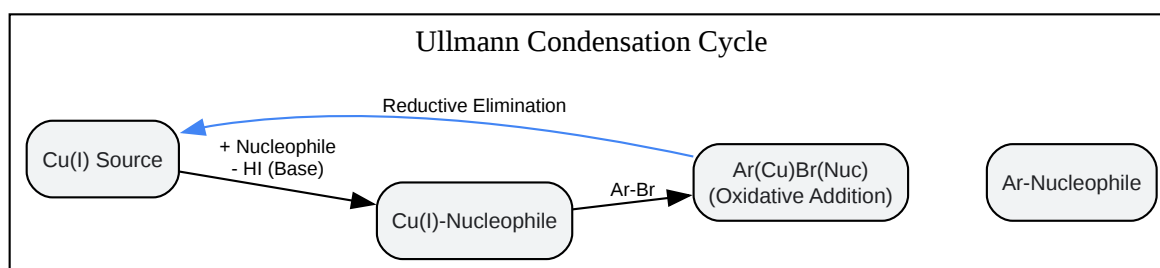 Ullmann Condensation Cycle
Reductive Elimination
+ Nucleophile
- HI (Base)
Cu(I) Source
Ar-Br
Cu(I)-Nucleophile
Ar(Cu)Br(Nuc)
(Oxidative Addition)
Ar-Nucleophile